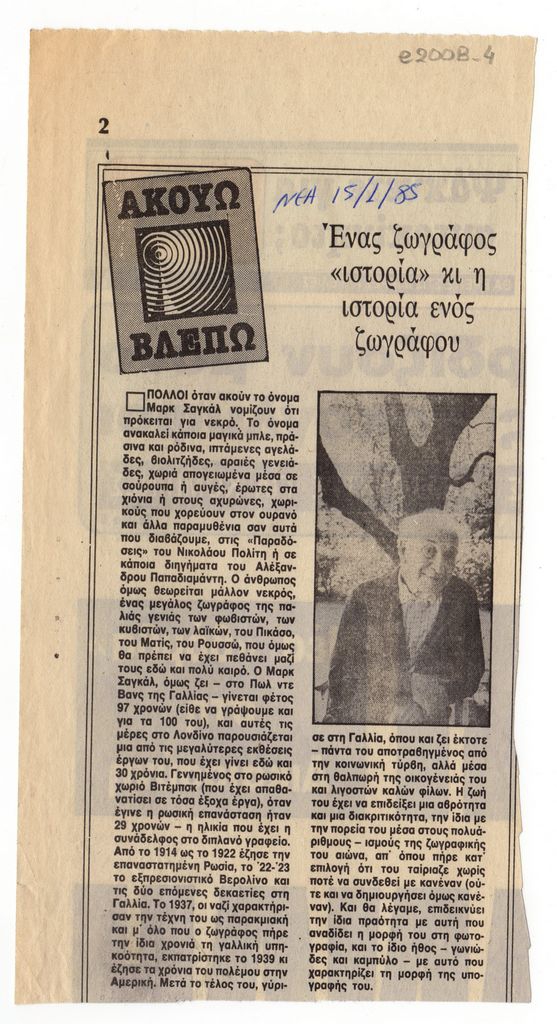 e200B-4
2
ΑΚΟΥΩ
ΒΛΕΠΩ
ΝΕΑ 15/1/85
Ένας ζωγράφος
«ιστορία» κι η
ιστορία ενός
ζωγράφου
ΠΟΛΛΟΙ όταν ακούν το όνομα
Μαρκ Σαγκάλ νομίζουν ότι
πρόκειται για νεκρό. Το όνομα
ανακαλεί κάποια μαγικά μπλε, πρά-
σινα και ρόδινα, ιπτάμενες αγελά-
δες, βιολιτζήδες, αραιές γενειά-
δες, χωριά απογειωμένα μέσα σε
σούρουπα ή αυγές, έρωτες στα
χιόνια ή στους αχυρώνες, χωρι-
κούς που χορεύουν στον ουρανό
και άλλα παραμυθένια σαν αυτά
που διαβάζουμε, στις «Παραδό-
σεις» του Νικολάου Πολίτη ή σε
κάποια διηγήματα του Αλέξαν-
δρου Παπαδιαμάντη. Ο άνθρωπος
όμως θεωρείται μάλλον νεκρός,
ένας μεγάλος ζωγράφος της πα-
λιάς γενιάς των φωβιστών, των
κυβιστών, των λαϊκών, του Πικάσο,
του Ματίς, του Ρουσσώ, που όμως
θα πρέπει να έχει πεθάνει μαζί
τους εδώ και πολύ καιρό. Ο Μαρκ
Σαγκάλ, όμως ζει – στο Πωλ ντε
Βανς της Γαλλίας – γίνεται φέτος
97 χρονών (είθε να γράψουμε και
για τα 100 του), και αυτές τις
μέρες στο Λονδίνο παρουσιάζεται
μια από τις μεγαλύτερες εκθέσεις
έργων του, που έχει γίνει εδώ και
30 χρόνια. Γεννημένος στο ρωσικό
χωριό Βιτέμπσκ (που έχει απαθα-
νατίσει σε τόσα έξοχα έργα), όταν
έγινε η ρωσική επανάσταση ήταν
29 χρονών – η ηλικία που έχει η
συνάδελφος στο διπλανό γραφείο.
Από το 1914 ως το 1922 έζησε την
επαναστατημένη Ρωσία, το '22-'23
το εξπρεσιονιστικό Βερολίνο και
τις δύο επόμενες δεκαετίες στη
Γαλλία. Το 1937, οι ναζί χαρακτήρι-
σαν την τέχνη του ως παρακμιακή
και μ' όλο που ο ζωγράφος πήρε
την ίδια χρονιά τη γαλλική υπη-
κοότητα, εκπατρίστηκε το 1939 κι
έζησε τα χρόνια του πολέμου στην
Αμερική. Μετά το τέλος του, γύρι-
σε στη Γαλλία, όπου και ζει έκτοτε
– πάντα του αποτραβηγμένος από
την κοινωνική τύρβη, αλλά μέσα
στη θαλπωρή της οικογένειάς του
και λιγοστών καλών φίλων. Η ζωή
του έχει να επιδείξει μια αβρότητα
και μια διακριτικότητα, την ίδια με
την πορεία του μέσα στους πολυά-
ριθμους – ισμούς της ζωγραφικής
του αιώνα, απ' όπου πήρε κατ'
επιλογή ότι του ταίριαζε χωρίς
ποτέ να συνδεθεί με κανέναν (ού-
τε και να δημιουργήσει όμως κανέ-
ναν). Και θα λέγαμε, επιδεικνύει
την ίδια πραότητα με αυτή που
αναδίδει η μορφή του στη φωτο-
γραφία, και το ίδιο ήθος – γωνιώ-
δες και καμπύλο – με αυτό που
χαρακτηρίζει τη μορφή της υπο-
γραφής του.